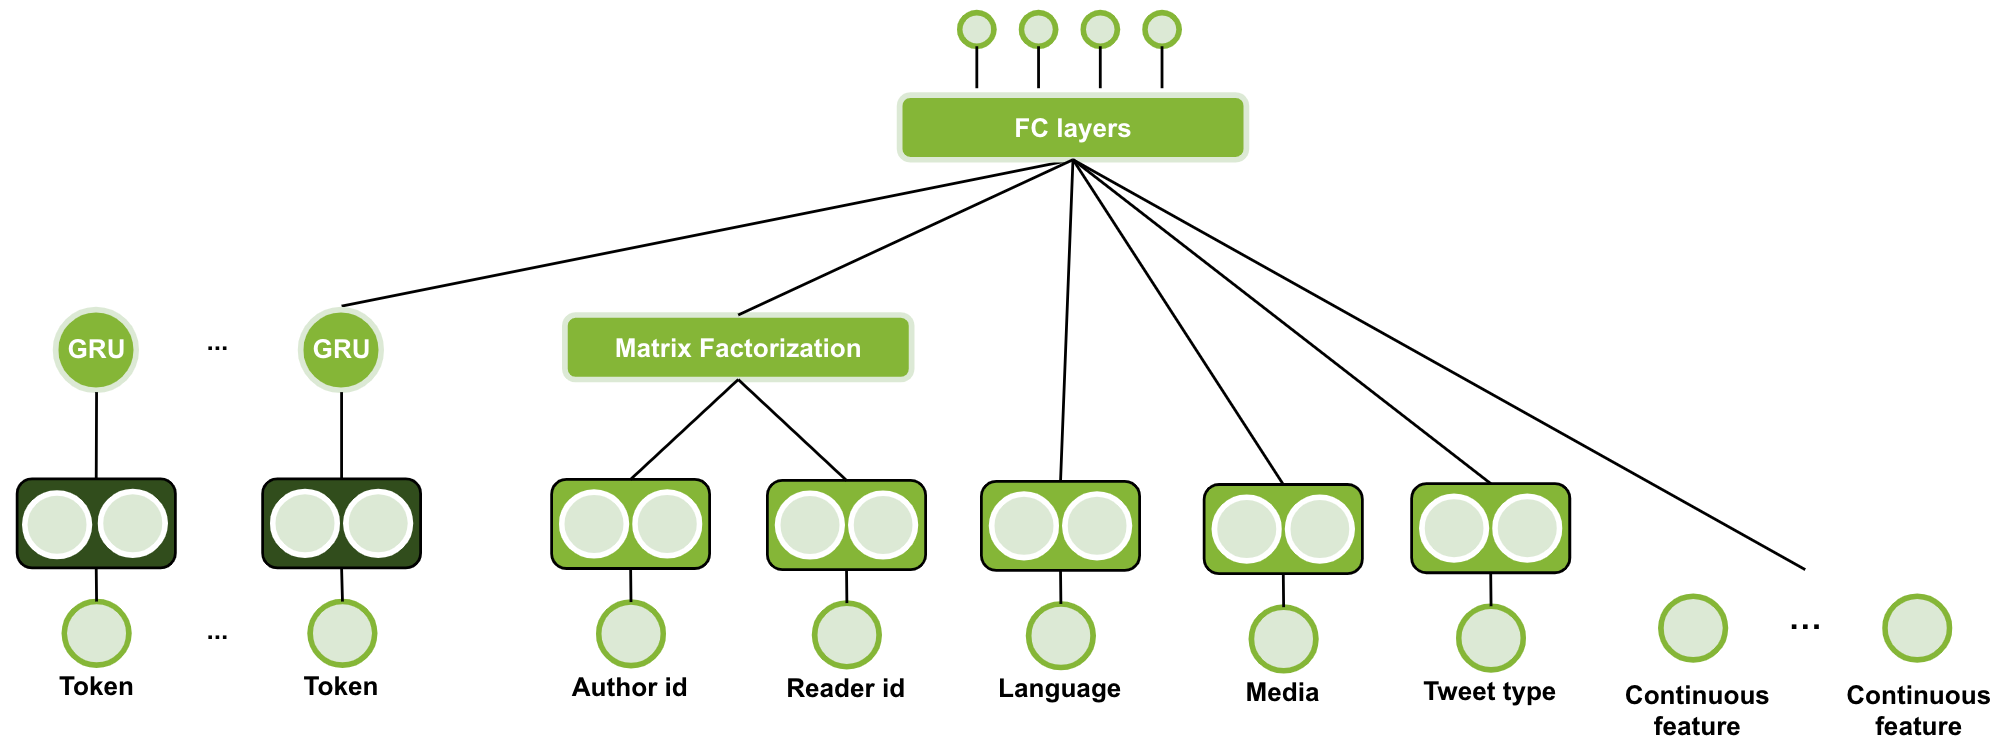 FC layers
GRU
...
GRU
Matrix Factorization
...
...
Token
Token
Author id
Reader id
Language
Media
Tweet type
Continuous
feature
Continuous
feature